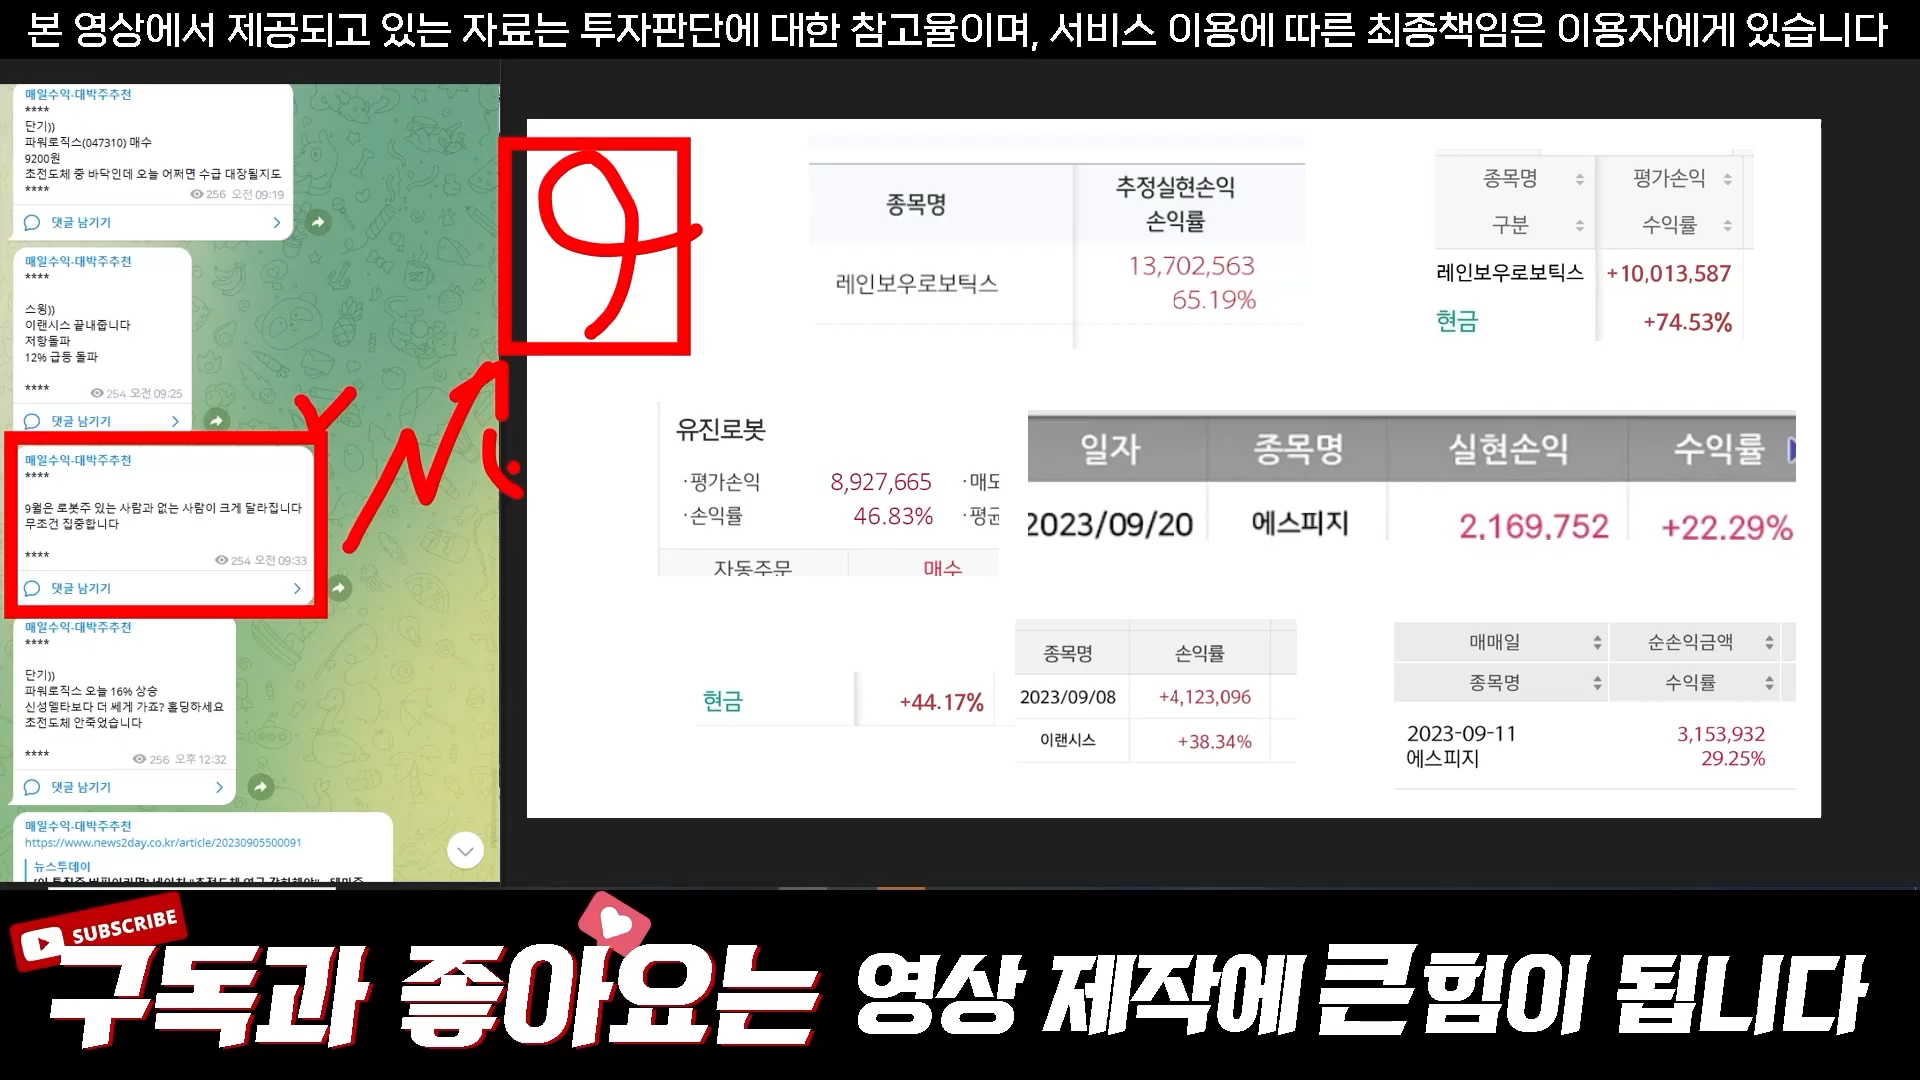 본 영상에서 제공되고 있는 자료는 투자판단에 대한 참고율이며, 서비스 이용에 따른 최종책임은 이용자에게 있습니다
매일수익-대박주추천
****
단기))
파워로직스(047310) 매수
9200원
초전도체 중 바닥인데 오늘 어쩌면 수급 대장될지도
****
256 오전 09:19
댓글 남기기
매일수익-대박주추천
****
스윙))
이랜시스 끝내줍니다
저항돌파
12% 급등 돌파
****
254 오전 09:25
댓글 남기기
매일수익-대박주추천
****
9월은 로봇주 있는 사람과 없는 사람이 크게 달라집니다
무조건 집중합니다
****
254 오전 09:33
댓글 남기기
매일수익-대박주추천
****
단기))
파워로직스 오늘 16% 상승
신성델타보다 더 쎄게 가죠? 홀딩하세요
초전도체 안죽었습니다
****
256 오후 12:32
댓글 남기기
매일수익-대박주추천
https://www.news2day.co.kr/article/20230905500091
뉴스투데이
9
종목명 추정실현손익
손익률
레인보우로보틱스 13,702,563
65.19%
종목명 평가손익
구분 수익률
레인보우로보틱스 +10,013,587
현금 +74.53%
유진로봇
·평가손익 8,927,665 ·매도
·손익률 46.83% ·평균
자동주문 매수
일자 종목명 실현손익 수익률
2023/09/20 에스피지 2,169,752 +22.29%
현금 +44.17%
종목명 손익률
2023/09/08 +4,123,096
이랜시스 +38.34%
매매일 순손익금액
종목명 수익률
2023-09-11 3,153,932
에스피지 29.25%
SUBSCRIBE
구독과 좋아요는 영상 제작에 큰힘이 됩니다